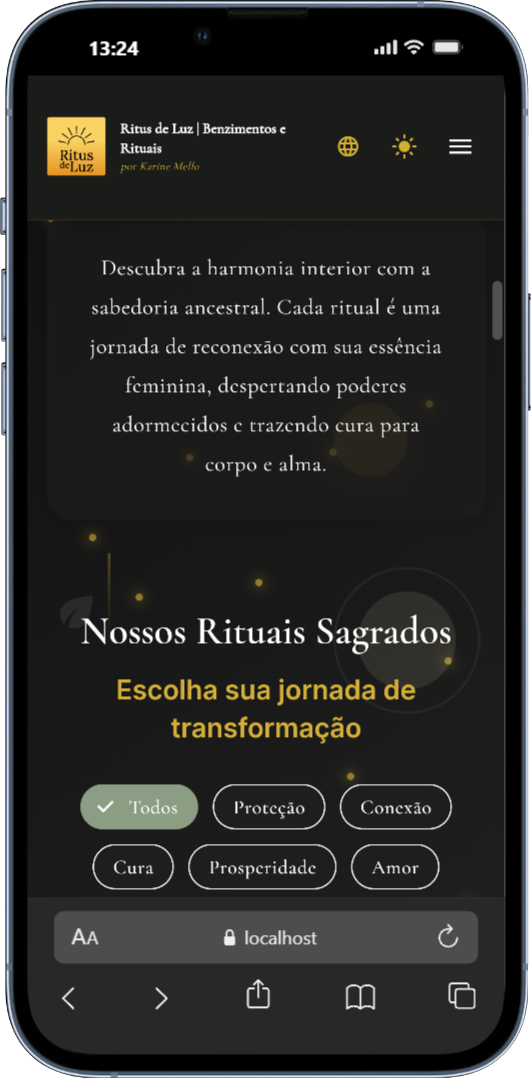 13:24
Ritus
de Luz
Ritus de Luz | Benzimentos e
Rituais
por Karine Mello
Descubra a harmonia interior com a
sabedoria ancestral. Cada ritual é uma
jornada de reconexão com sua essência
feminina, despertando poderes
adormecidos e trazendo cura para
corpo e alma.
Nossos Rituais Sagrados
Escolha sua jornada de
transformação
Todos
Proteção
Conexão
Cura
Prosperidade
Amor
AA
localhost